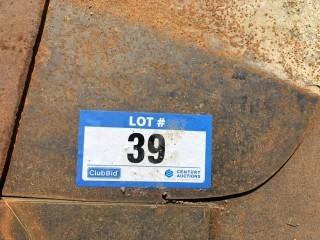 LOT #
39
ClubBid
CENTURY
AUCTIONS